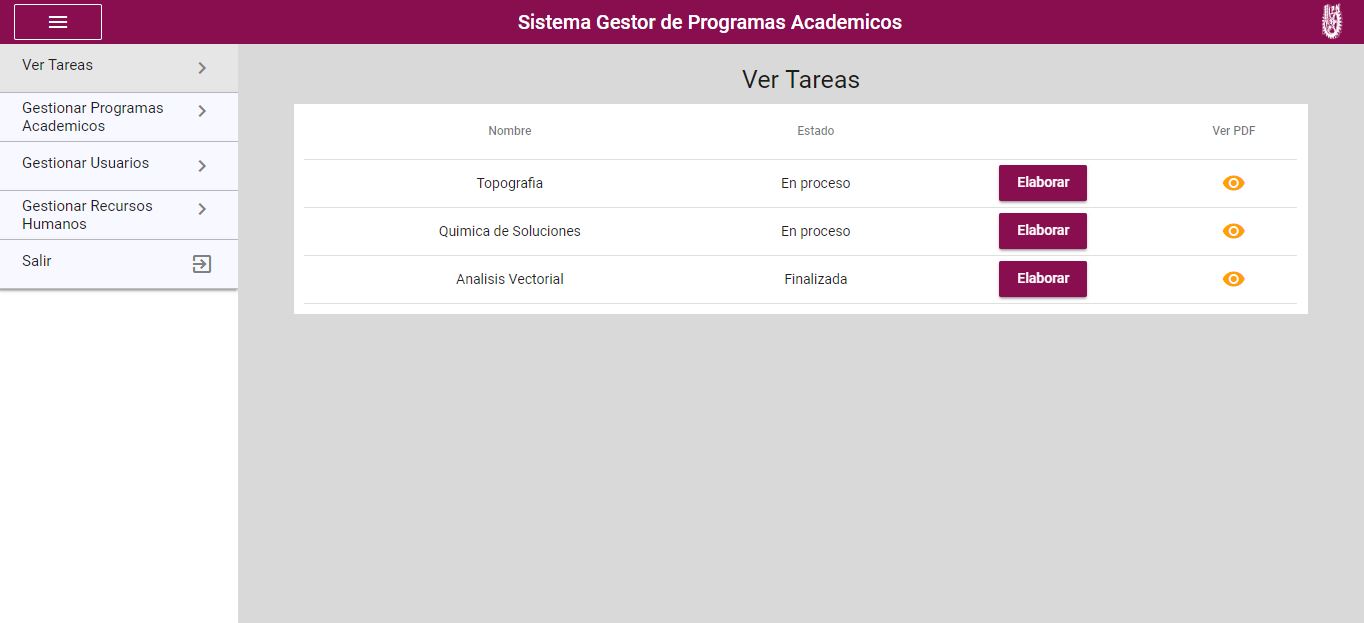 Sistema Gestor de Programas Academicos
Ver Tareas
Gestionar Programas
Academicos
Gestionar Usuarios
Gestionar Recursos
Humanos
Salir
Ver Tareas
Nombre Estado Ver PDF
Topografia En proceso Elaborar
Quimica de Soluciones En proceso Elaborar
Analisis Vectorial Finalizada Elaborar